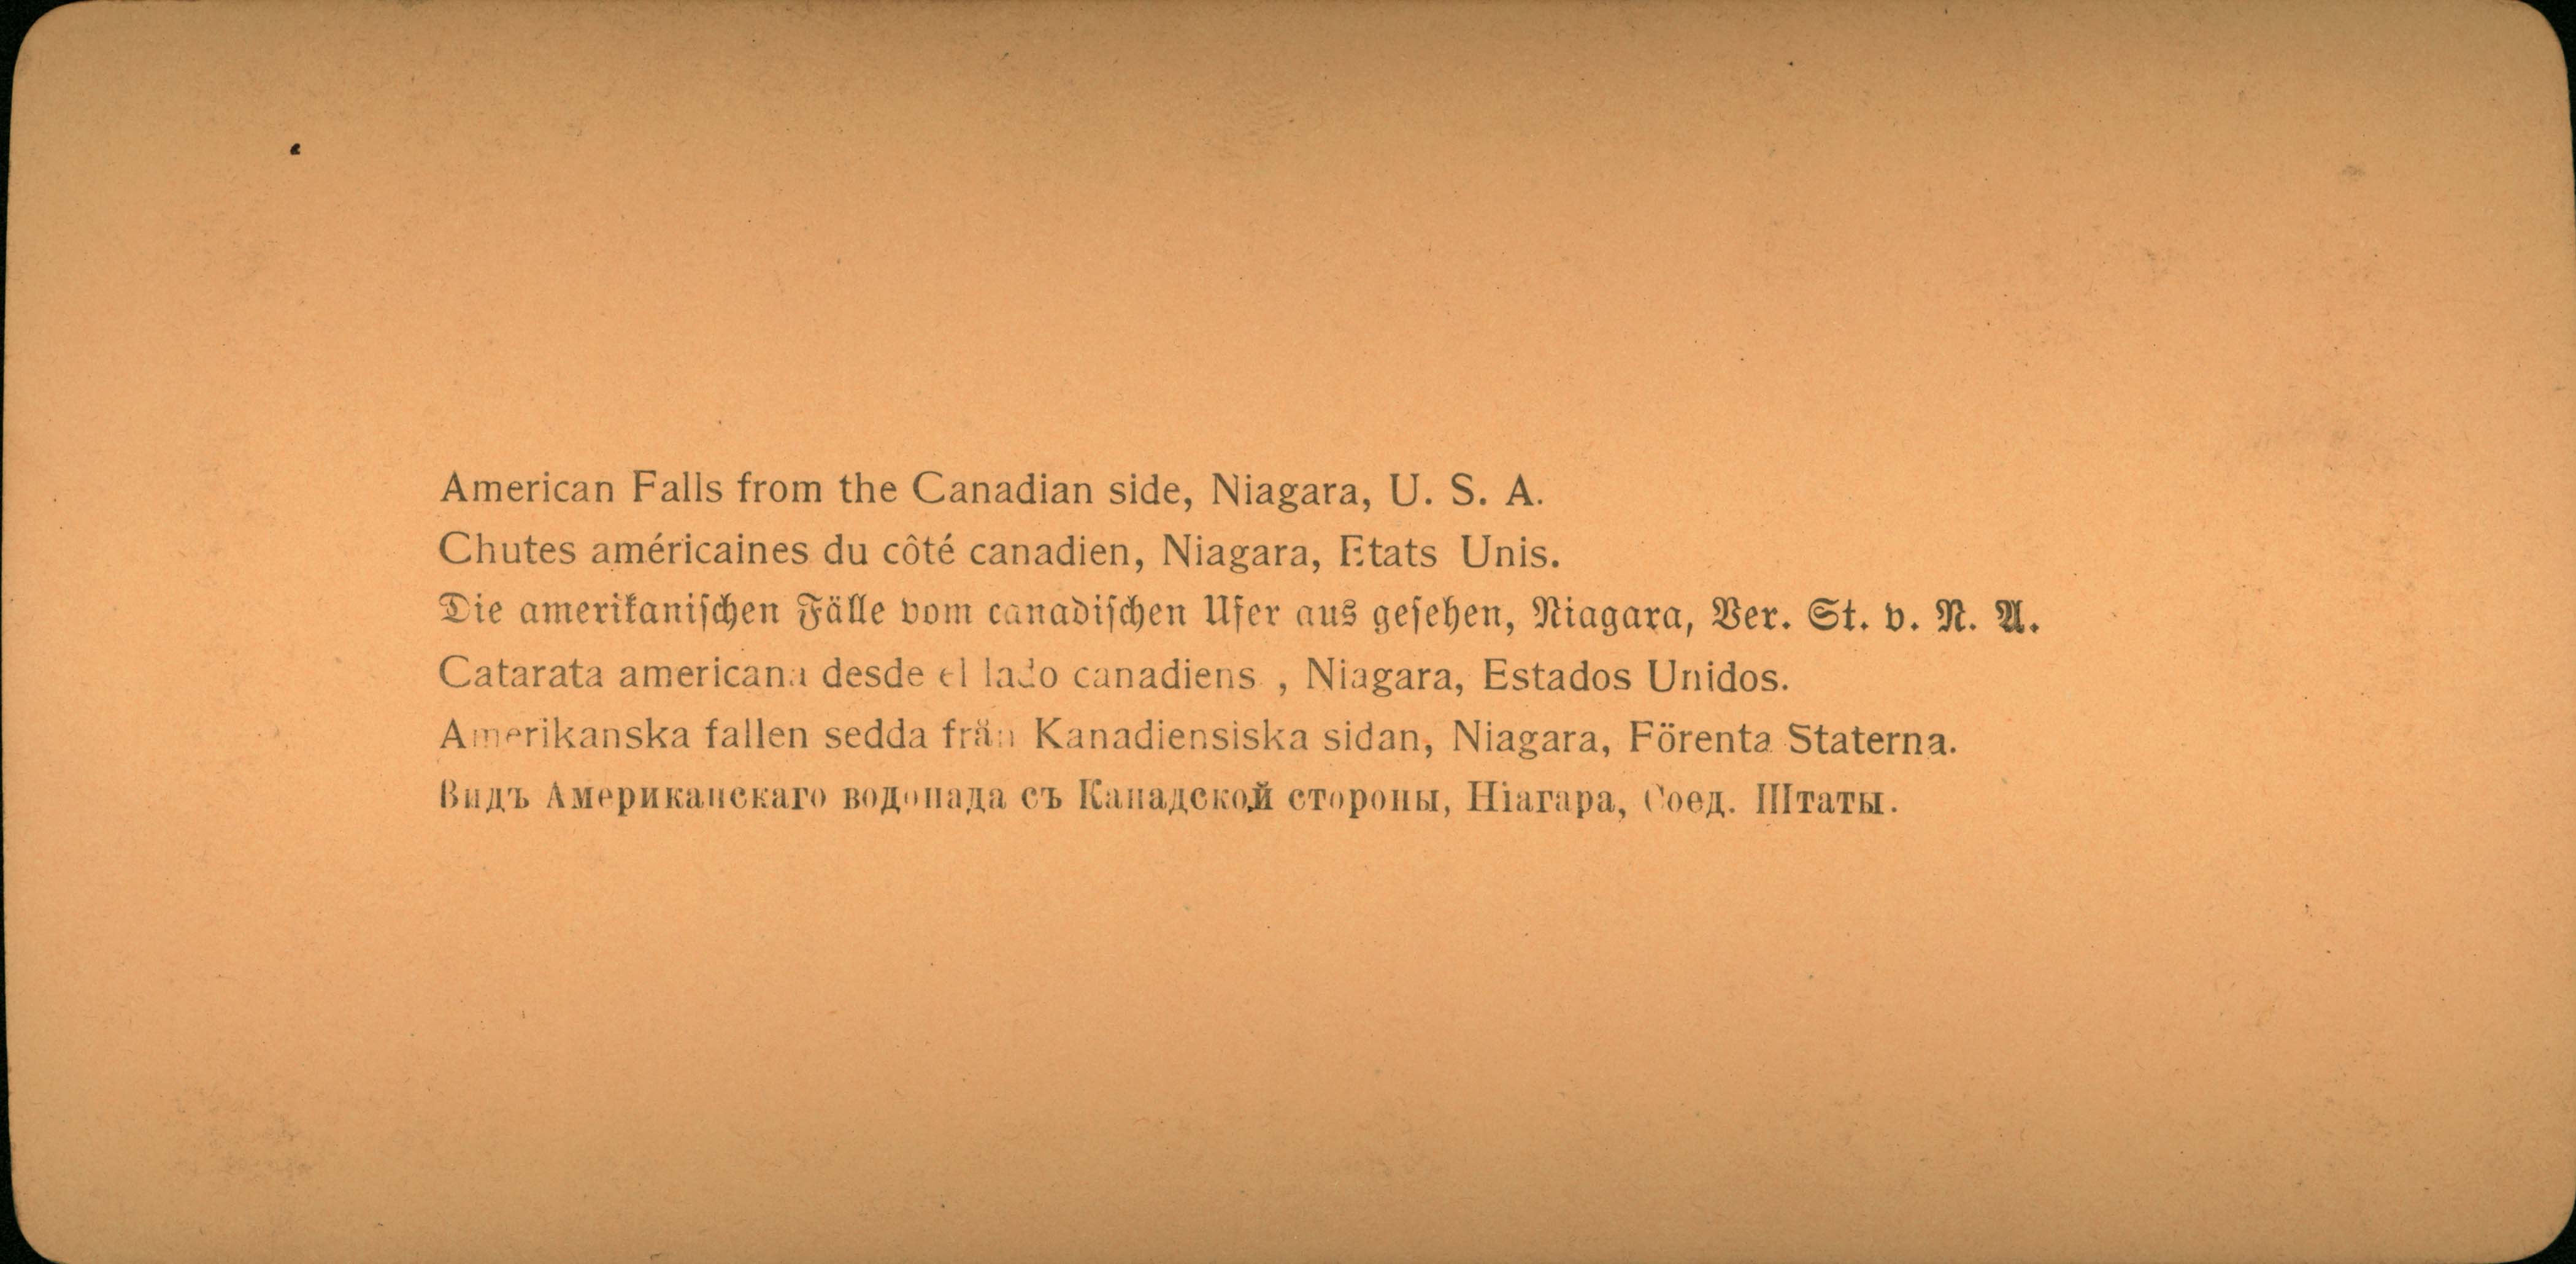 American Falls from the Canadian side, Niagara, U. S. A.
Chutes américaines du côté canadien, Niagara, Etats Unis.
Die amerikanischen Fälle vom canadischen Ufer aus gesehen, Niagara, Ver. St. v. N. A.
Catarata americana desde el lado canadiens , Niagara, Estados Unidos.
Amerikanska fallen sedda frän Kanadiensiska sidan, Niagara, Förenta Staterna.
Видъ Американскаго водопада съ Канадской стороны, Ніагара, Соед. Штаты.